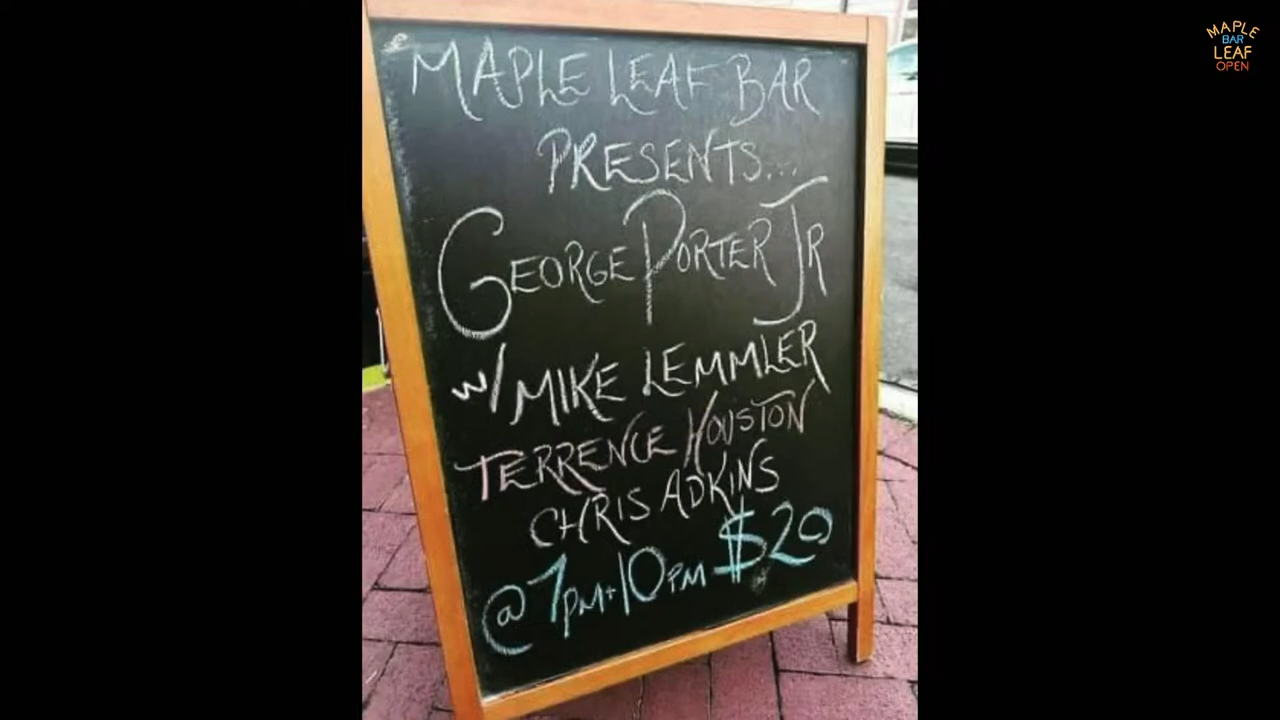 MAPLE LEAF BAR
PRESENTS...
GEORGE PORTER JR
W/ MIKE LEMMLER
TERRENCE HOUSTON
CHRIS ADKINS
@ 7PM + 10PM $20
MAPLE
BAR
LEAF
OPEN